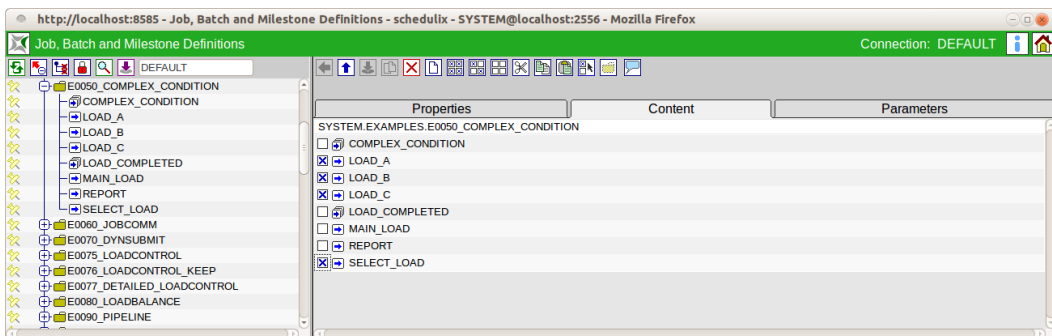 http://localhost:8585 - Job, Batch and Milestone Definitions - schedulix - SYSTEM@localhost:2556 - Mozilla Firefox
Job, Batch and Milestone Definitions
Connection: DEFAULT
DEFAULT
E0050_COMPLEX_CONDITION
COMPLEX_CONDITION
LOAD_A
LOAD_B
LOAD_C
LOAD_COMPLETED
MAIN_LOAD
REPORT
SELECT_LOAD
E0060_JOBCOMM
E0070_DYNSUBMIT
E0075_LOADCONTROL
E0076_LOADCONTROL_KEEP
E0077_DETAILED_LOADCONTROL
E0080_LOADBALANCE
E0090_PIPELINE
Properties
Content
Parameters
SYSTEM.EXAMPLES.E0050_COMPLEX_CONDITION
COMPLEX_CONDITION
LOAD_A
LOAD_B
LOAD_C
LOAD_COMPLETED
MAIN_LOAD
REPORT
SELECT_LOAD